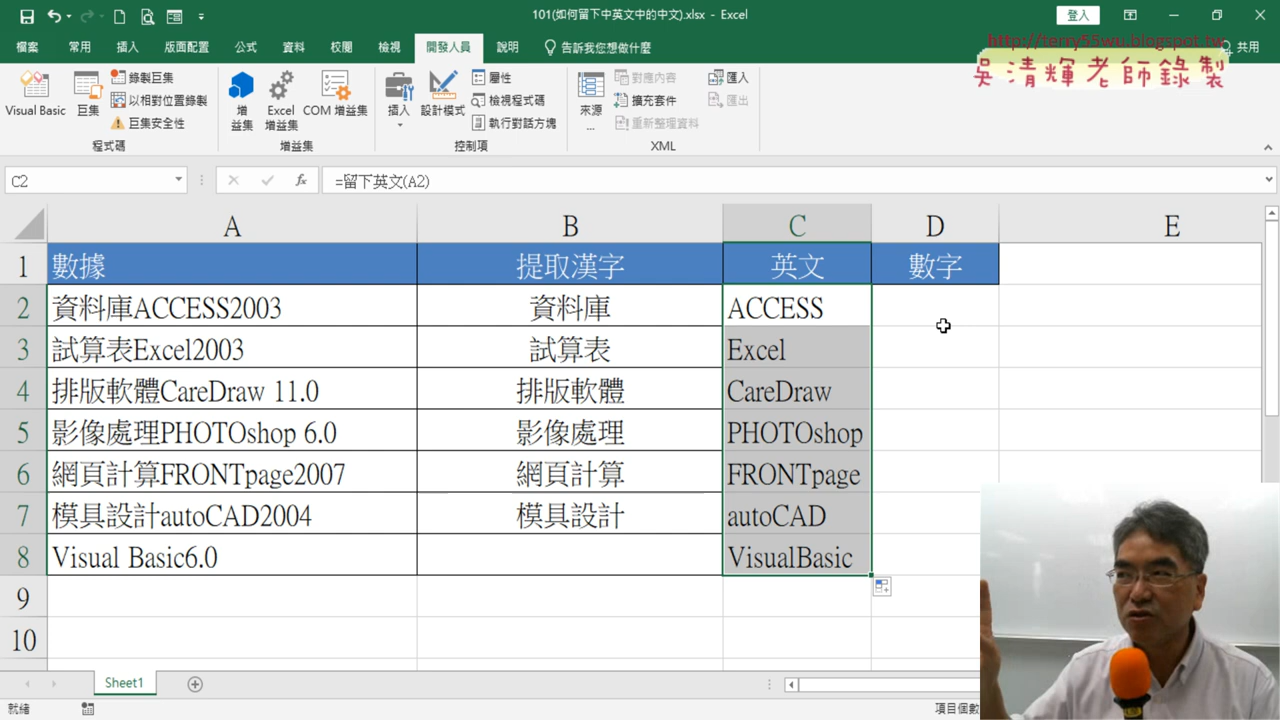 101(如何留下中英文中的中文).xlsx - Excel
登入
檔案 常用 插入 版面配置 公式 資料 校閱 檢視 開發人員 說明 告訴我您想做什麼 共用
http://terry55wu.blogspot.tw
吳清輝老師錄製
Visual Basic
巨集
錄製巨集
以相對位置錄製
巨集安全性
程式碼
增益集
Excel 增益集
COM 增益集
增益集
插入
設計模式
屬性
檢視程式碼
執行對話方塊
控制項
來源...
對應內容
擴充套件
重新整理資料
匯入
匯出
XML
C2 fx =留下英文(A2)
A B C D E
1 數據 提取漢字 英文 數字
2 資料庫ACCESS2003 資料庫 ACCESS
3 試算表Excel2003 試算表 Excel
4 排版軟體CareDraw 11.0 排版軟體 CareDraw
5 影像處理PHOTOshop 6.0 影像處理 PHOTOshop
6 網頁計算FRONTpage2007 網頁計算 FRONTpage
7 模具設計autoCAD2004 模具設計 autoCAD
8 Visual Basic6.0 VisualBasic
9
10
Sheet1
就緒 項目個數